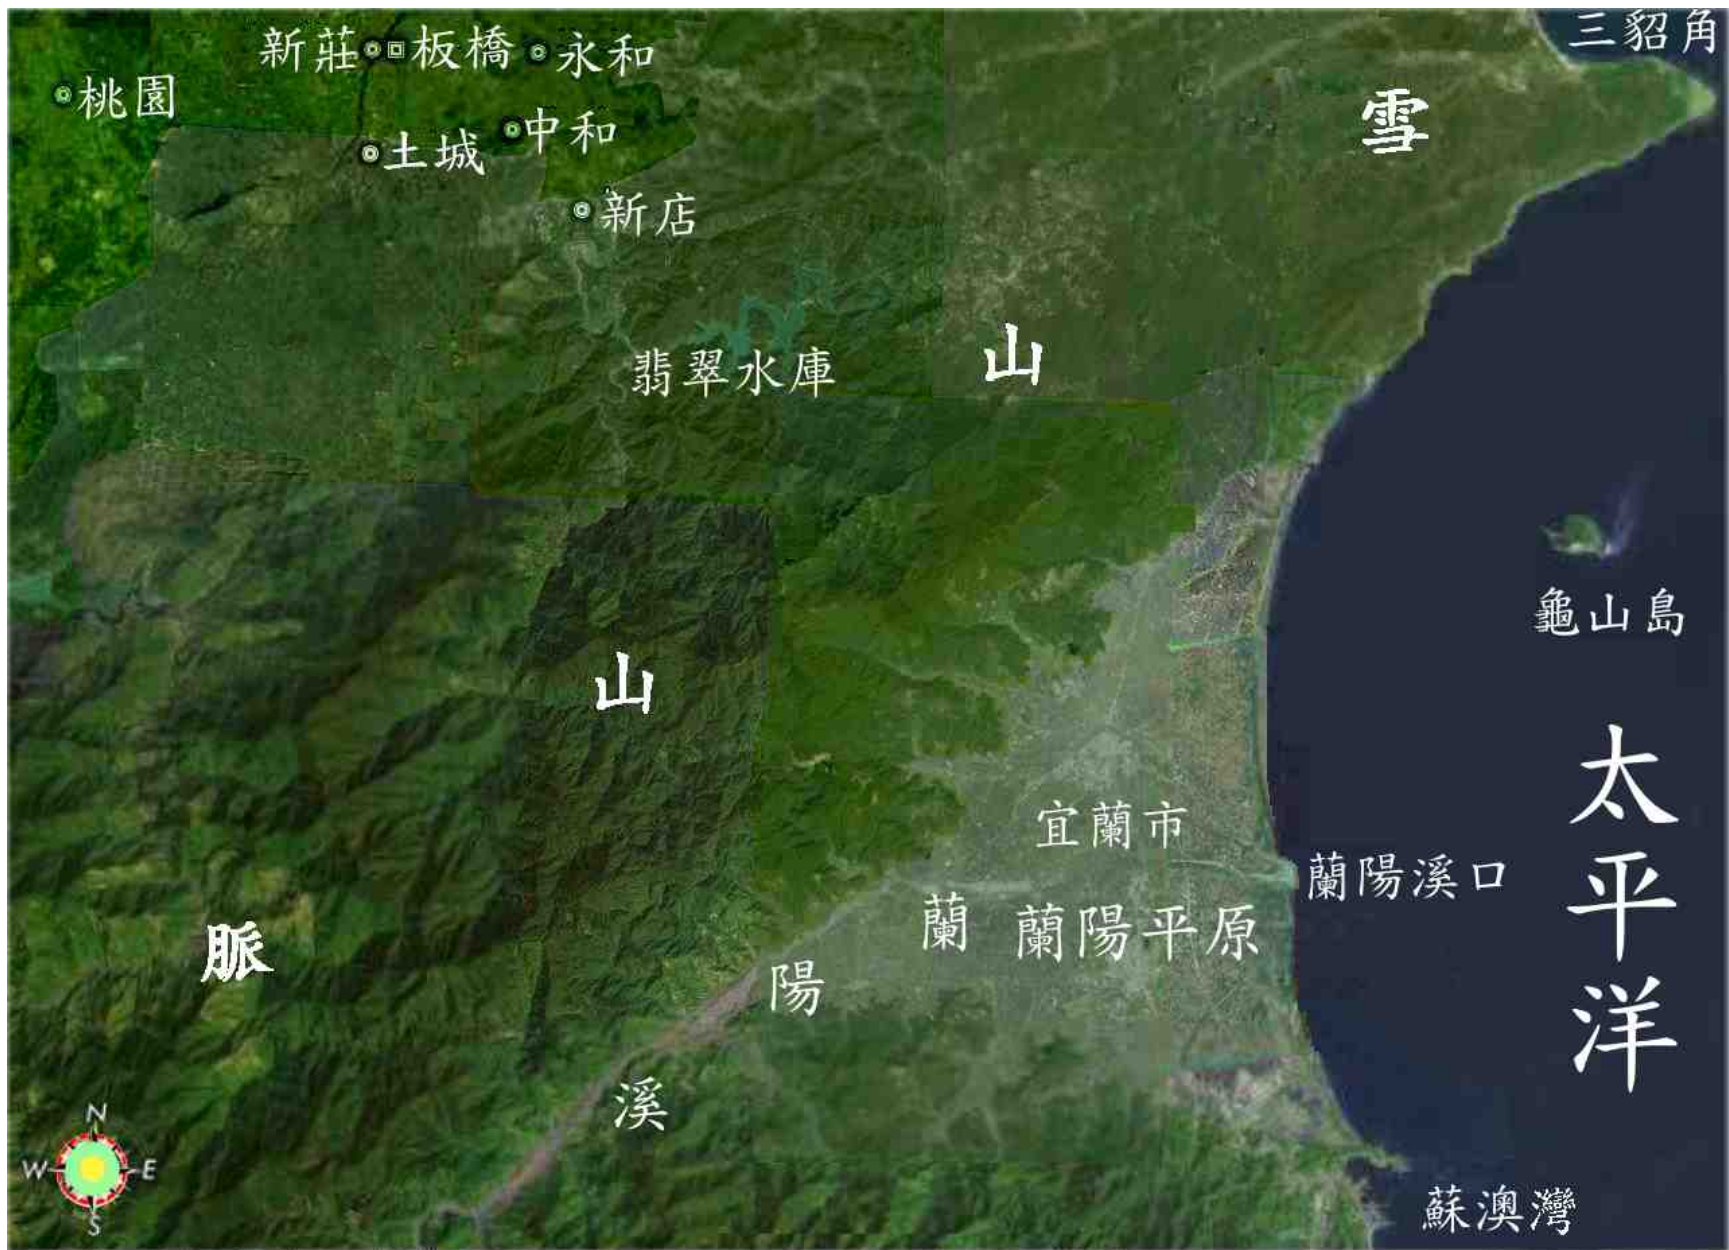 三貂角
新莊 板橋 永和
桃園
中和
土城
新店
雪
山
翡翠水庫
山
脈
龜山島
太平洋
宜蘭市
蘭陽溪口
蘭陽平原
蘭陽溪
蘇澳灣
N
W E
S